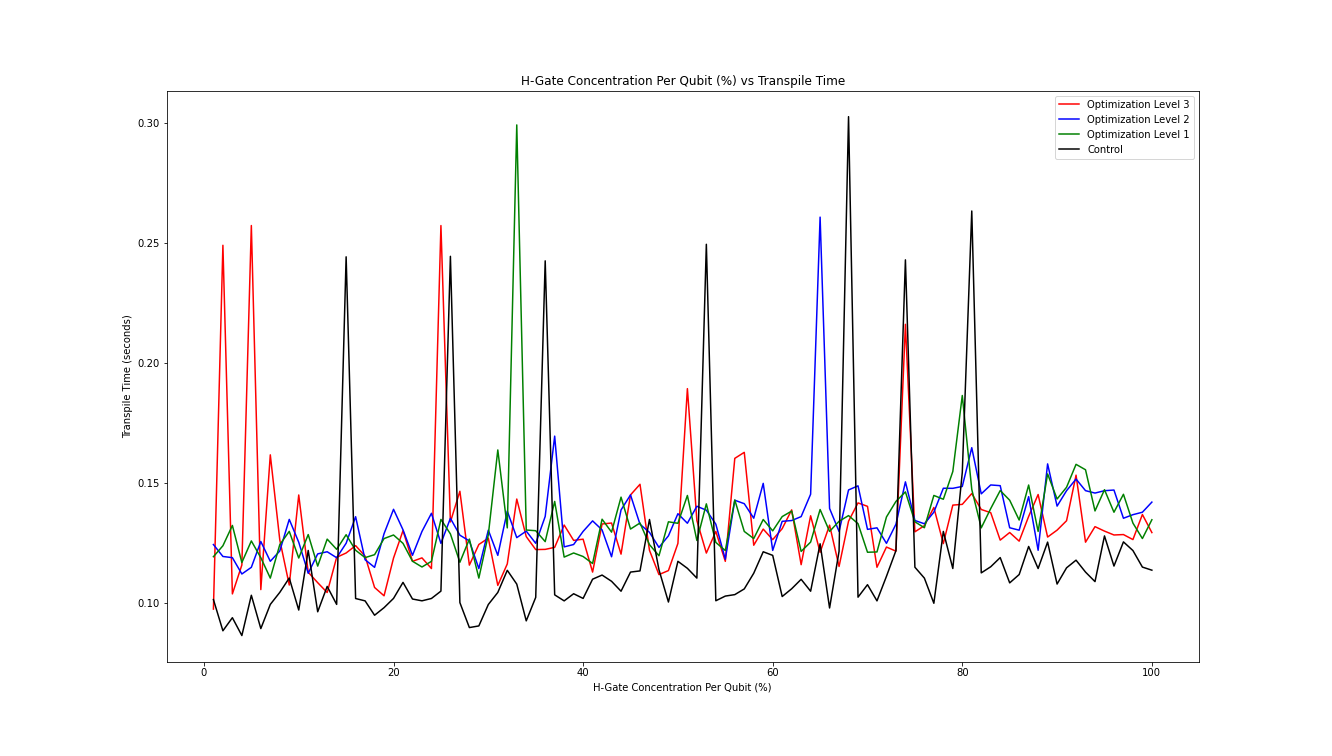 H-Gate Concentration Per Qubit (%) vs Transpile Time
Optimization Level 3
Optimization Level 2
Optimization Level 1
Control
0.30
0.25
0.20
0.15
0.10
Transpile Time (seconds)
0 20 40 60 80 100
H-Gate Concentration Per Qubit (%)